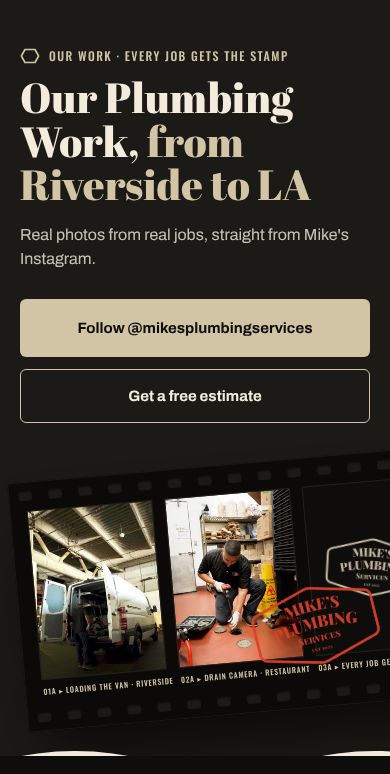 OUR WORK · EVERY JOB GETS THE STAMP
Our Plumbing
Work, from
Riverside to LA
Real photos from real jobs, straight from Mike's
Instagram.
Follow @mikesplumbingservices
Get a free estimate
MIKE'S
PLUMBING
SERVICES
MIKE'S
PLUMBING
SERVICES
01A ▸ LOADING THE VAN · RIVERSIDE
02A ▸ DRAIN CAMERA · RESTAURANT
03A ▸ EVERY JOB GE